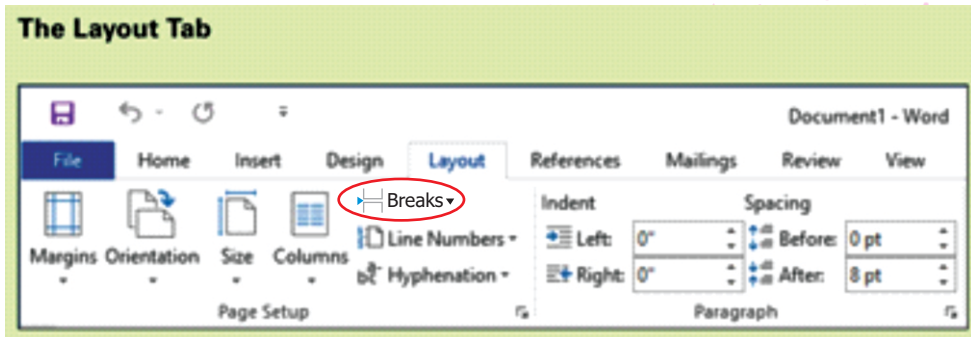 The Layout Tab
Document1 - Word
File Home Insert Design Layout References Mailings Review View
Breaks Indent Spacing
Line Numbers Left: 0" Before: 0 pt
Margins Orientation Size Columns
Hyphenation Right: 0" After: 8 pt
Page Setup Paragraph